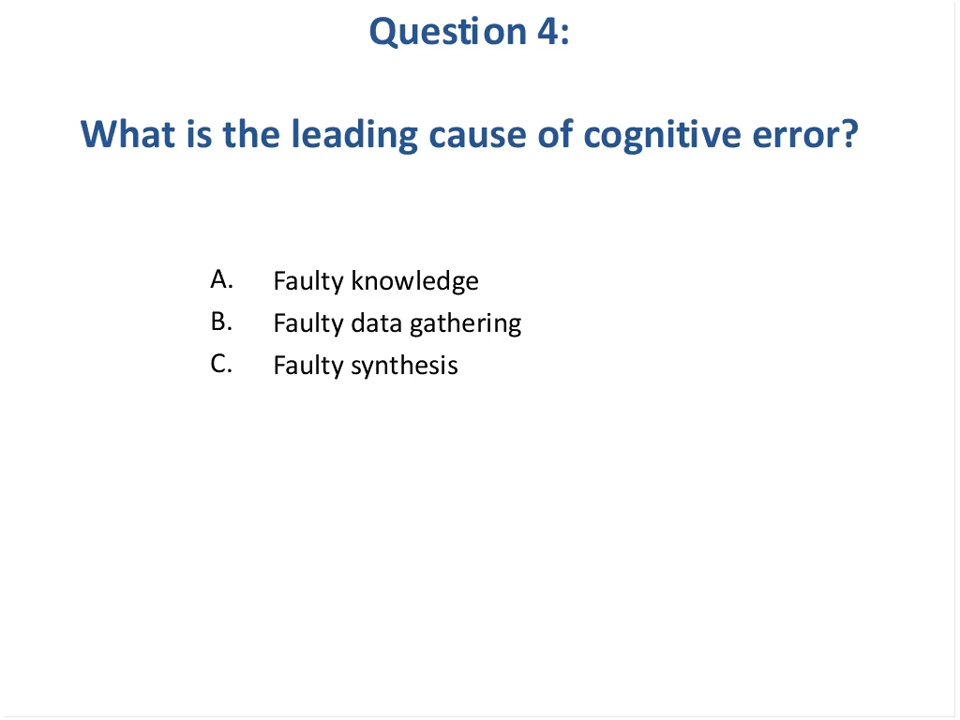 Question 4:
What is the leading cause of cognitive error?
A. Faulty knowledge
B. Faulty data gathering
C. Faulty synthesis